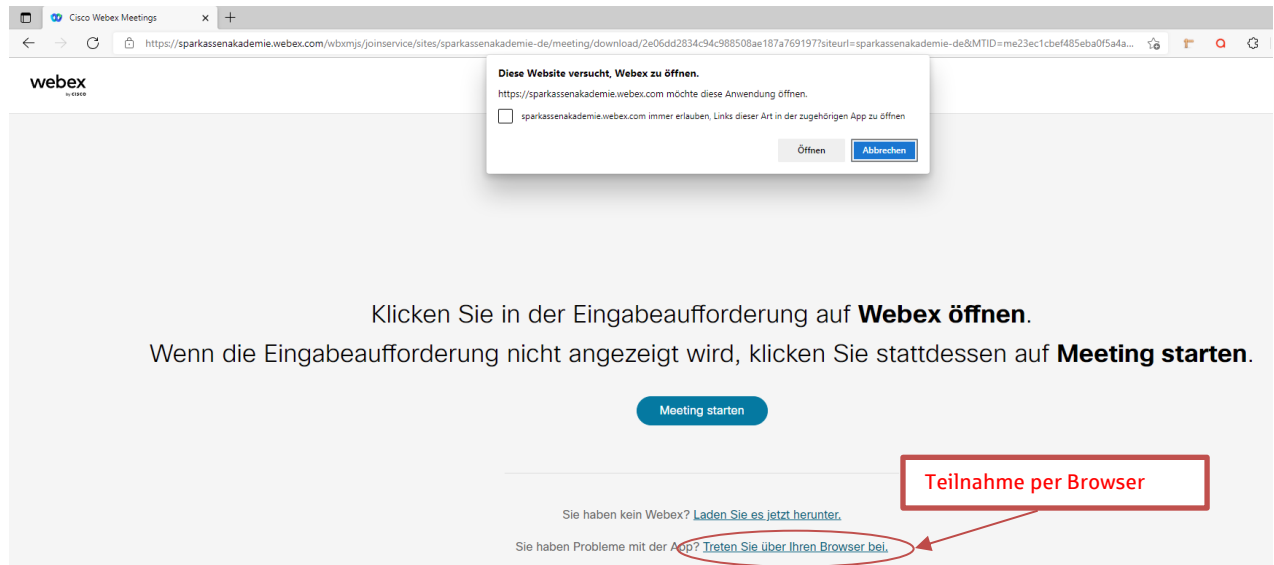 Cisco Webex Meetings
https://sparkassenakademie.webex.com/wbxmjs/joinservice/sites/sparkassenakademie-de/meeting/download/2e06dd2834c94c988508ae187a769197?siteurl=sparkassenakademie-de&MTID=me23ec1cbef485eba0f5a4a...
webex
by CISCO
Diese Website versucht, Webex zu öffnen.
https://sparkassenakademie.webex.com möchte diese Anwendung öffnen.
sparkassenakademie.webex.com immer erlauben, Links dieser Art in der zugehörigen App zu öffnen
Öffnen Abbrechen
Klicken Sie in der Eingabeaufforderung auf Webex öffnen.
Wenn die Eingabeaufforderung nicht angezeigt wird, klicken Sie stattdessen auf Meeting starten.
Meeting starten
Teilnahme per Browser
Sie haben kein Webex? Laden Sie es jetzt herunter.
Sie haben Probleme mit der App? Treten Sie über Ihren Browser bei.